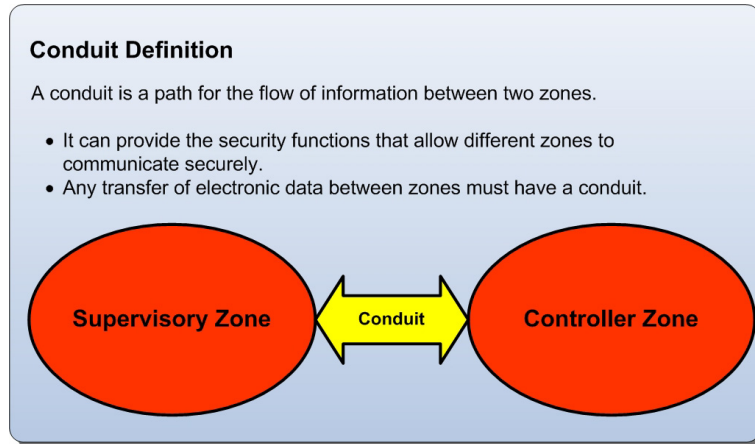 Conduit Definition
A conduit is a path for the flow of information between two zones.
• It can provide the security functions that allow different zones to
communicate securely.
• Any transfer of electronic data between zones must have a conduit.
Supervisory Zone
Conduit
Controller Zone